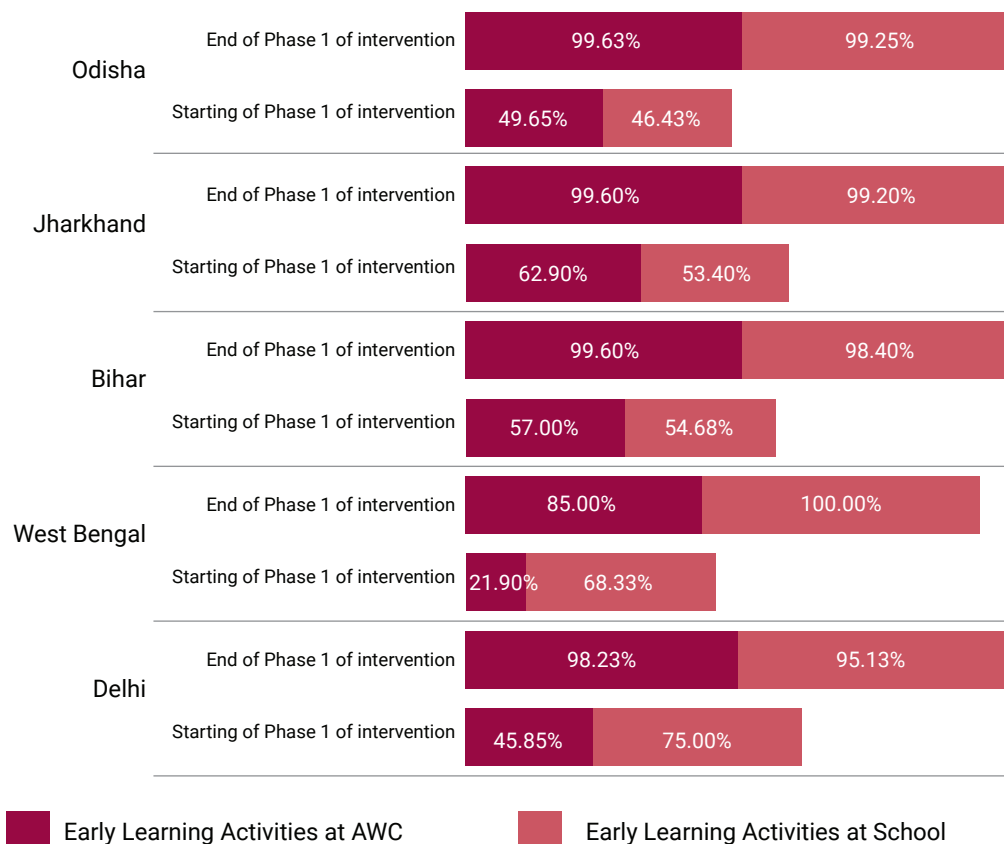 Odisha
End of Phase 1 of intervention 99.63% 99.25%
Starting of Phase 1 of intervention 49.65% 46.43%
Jharkhand
End of Phase 1 of intervention 99.60% 99.20%
Starting of Phase 1 of intervention 62.90% 53.40%
Bihar
End of Phase 1 of intervention 99.60% 98.40%
Starting of Phase 1 of intervention 57.00% 54.68%
West Bengal
End of Phase 1 of intervention 85.00% 100.00%
Starting of Phase 1 of intervention 21.90% 68.33%
Delhi
End of Phase 1 of intervention 98.23% 95.13%
Starting of Phase 1 of intervention 45.85% 75.00%
Early Learning Activities at AWC Early Learning Activities at School